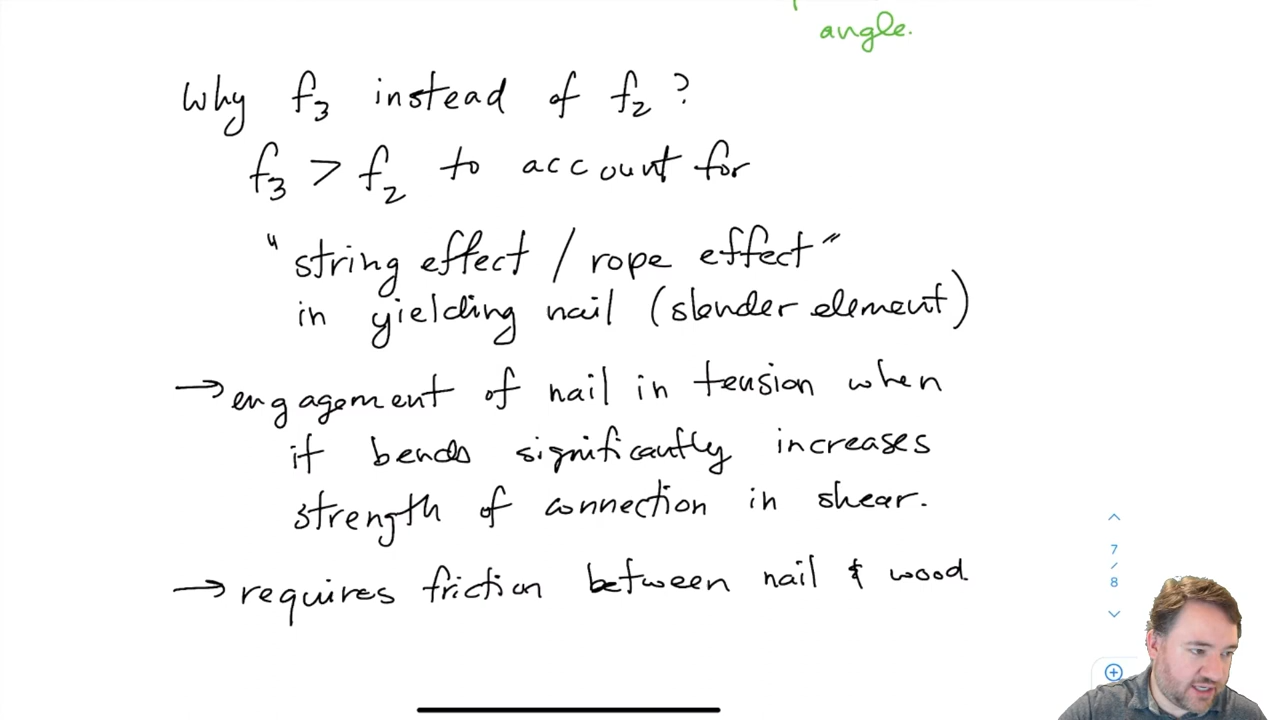 angle.
Why f₃ instead of f₂?
f₃ > f₂ to account for
"string effect / rope effect"
in yielding nail (slender element)
→ engagement of nail in tension when
it bends significantly increases
strength of connection in shear.
→ requires friction between nail & wood
7
/
8